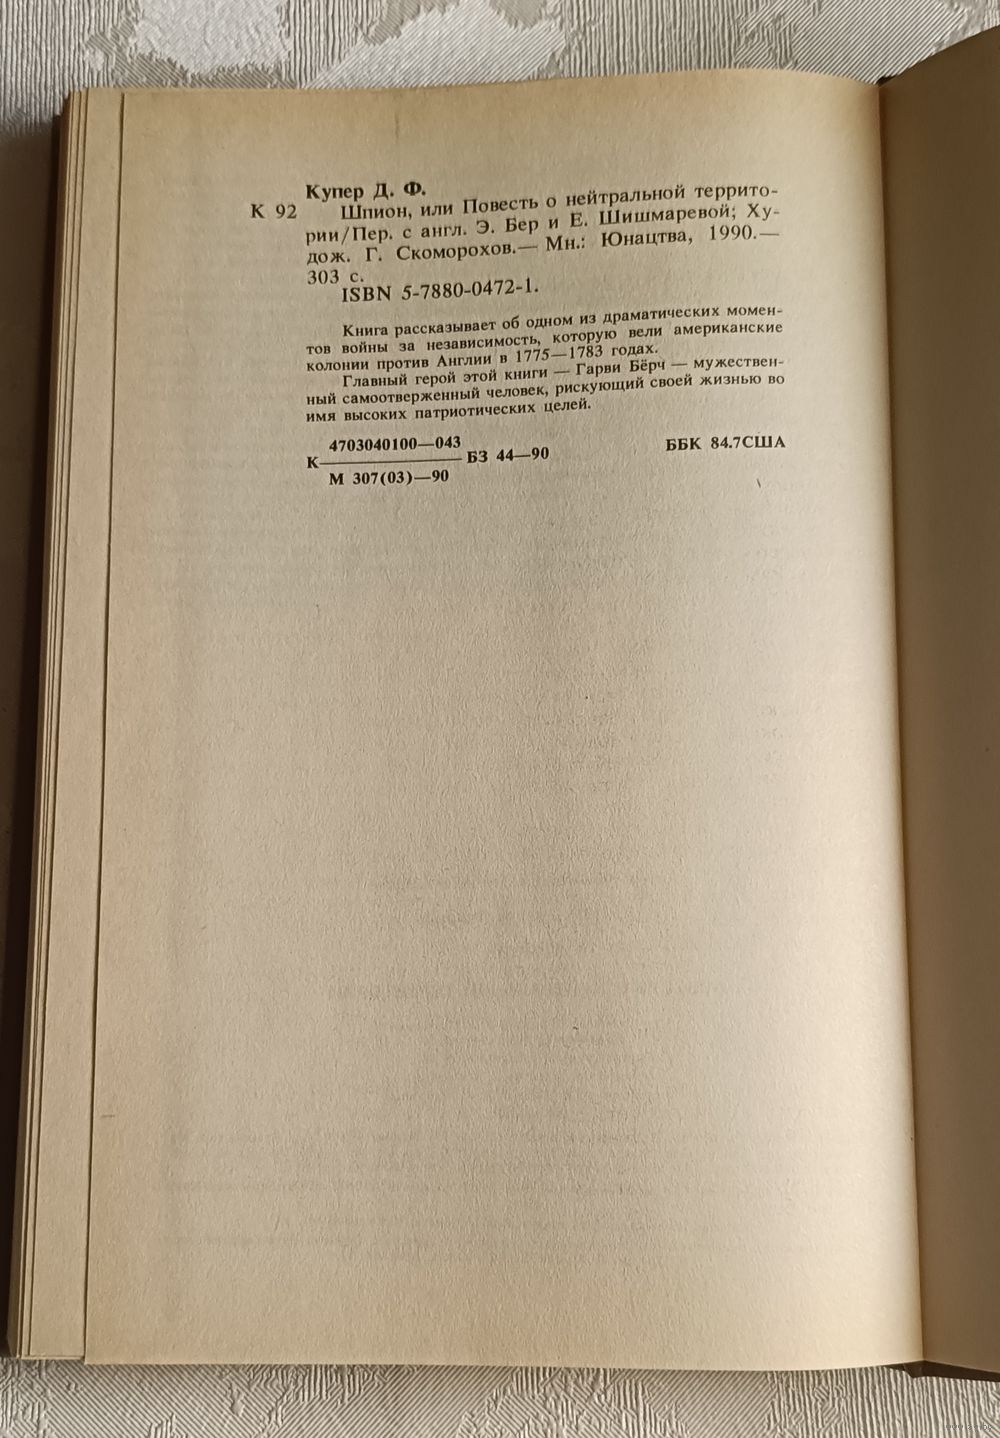 Купер Д. Ф.
К 92 Шпион, или Повесть о нейтральной террито-
рии/Пер. с англ. Э. Бер и Е. Шишмаревой; Ху-
дож. Г. Скоморохов.— Мн.: Юнацтва, 1990.—
303 с.
ISBN 5-7880-0472-1.
Книга рассказывает об одном из драматических момен-
тов войны за независимость, которую вели американские
колонии против Англии в 1775—1783 годах.
Главный герой этой книги — Гарви Бёрч — мужествен-
ный самоотверженный человек, рискующий своей жизнью во
имя высоких патриотических целей.
4703040100—043
К БЗ 44—90 ББК 84.7США
М 307(03)—90